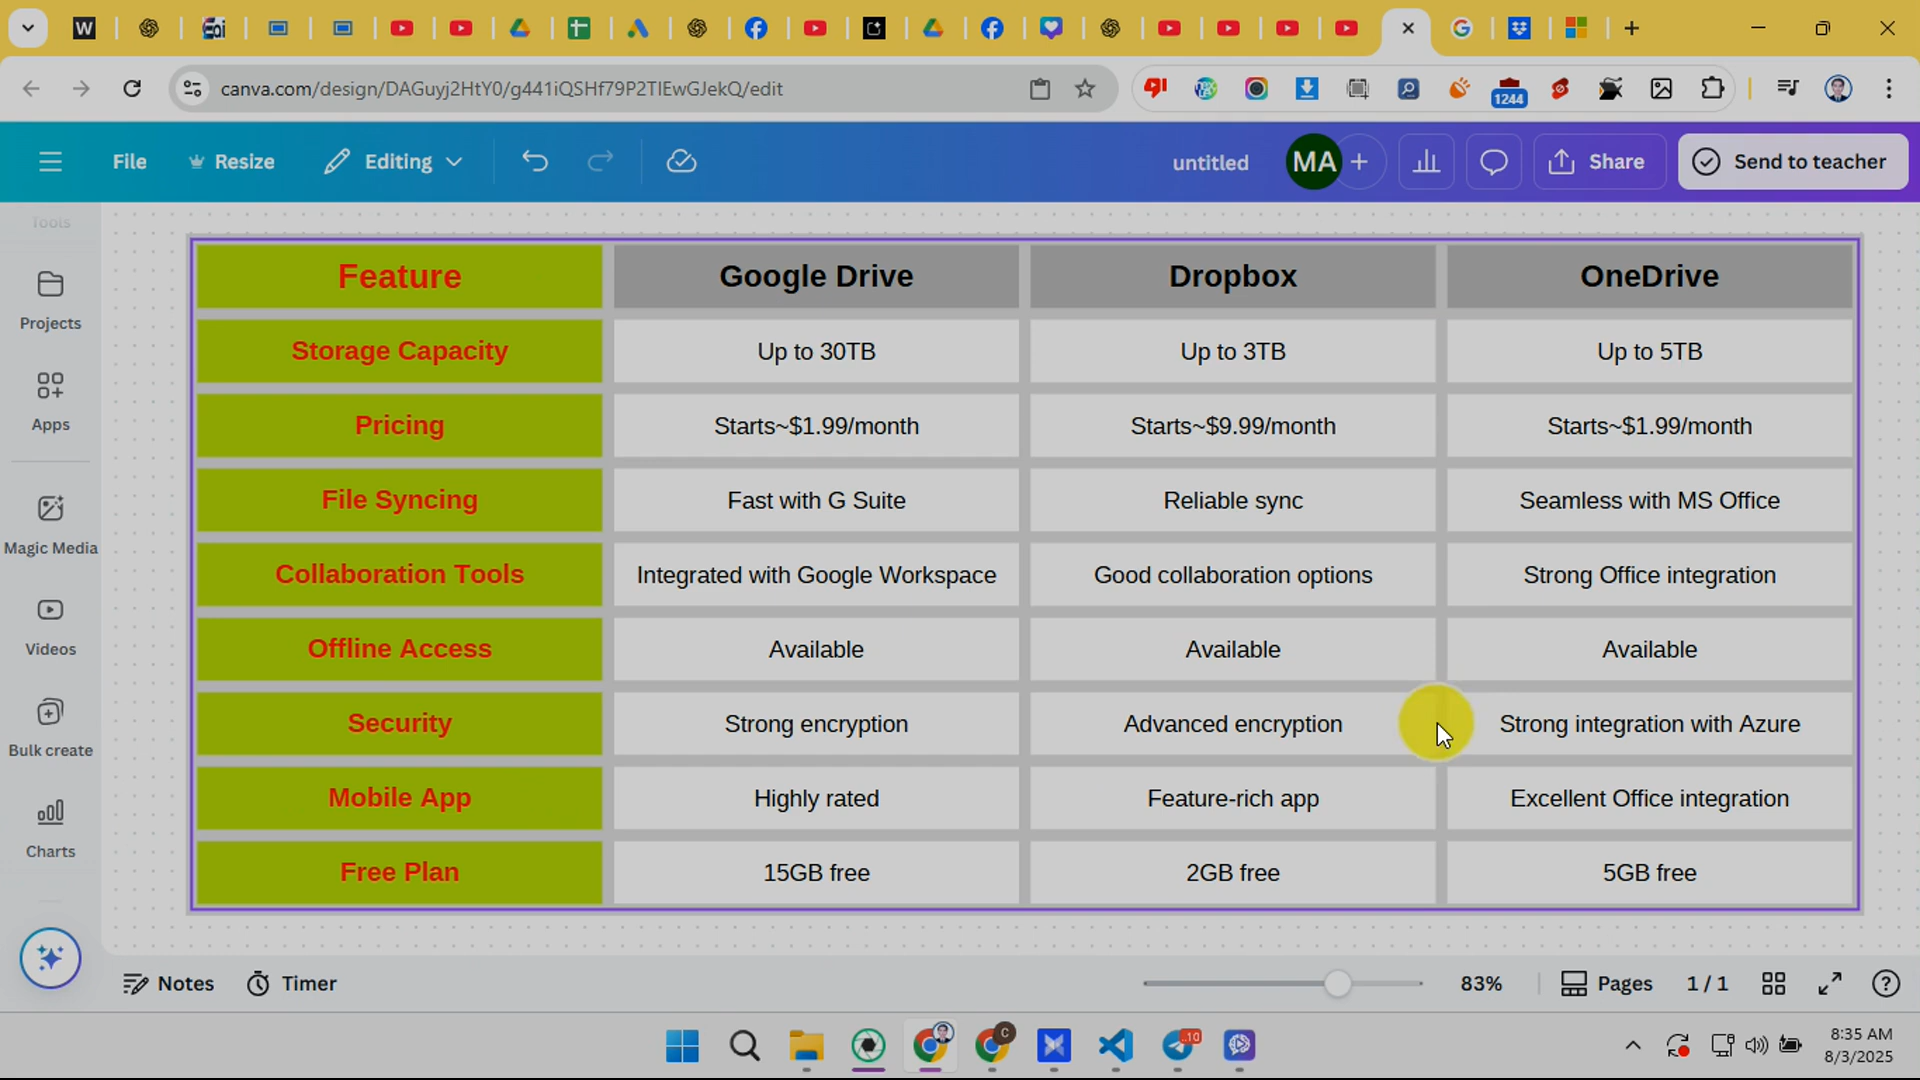 canva.com/design/DAGuyj2HtY0/g441iQSHf79P2TIEwGJekQ/edit
1244
File
Resize
Editing
untitled
MA
Share
Send to teacher
Tools
Projects
Apps
Magic Media
Videos
Bulk create
Charts
Feature
Google Drive
Dropbox
OneDrive
Storage Capacity
Up to 30TB
Up to 3TB
Up to 5TB
Pricing
Starts~$1.99/month
Starts~$9.99/month
Starts~$1.99/month
File Syncing
Fast with G Suite
Reliable sync
Seamless with MS Office
Collaboration Tools
Integrated with Google Workspace
Good collaboration options
Strong Office integration
Offline Access
Available
Available
Available
Security
Strong encryption
Advanced encryption
Strong integration with Azure
Mobile App
Highly rated
Feature-rich app
Excellent Office integration
Free Plan
15GB free
2GB free
5GB free
Notes
Timer
83%
Pages
1 / 1
C
10
8:35 AM
8/3/2025